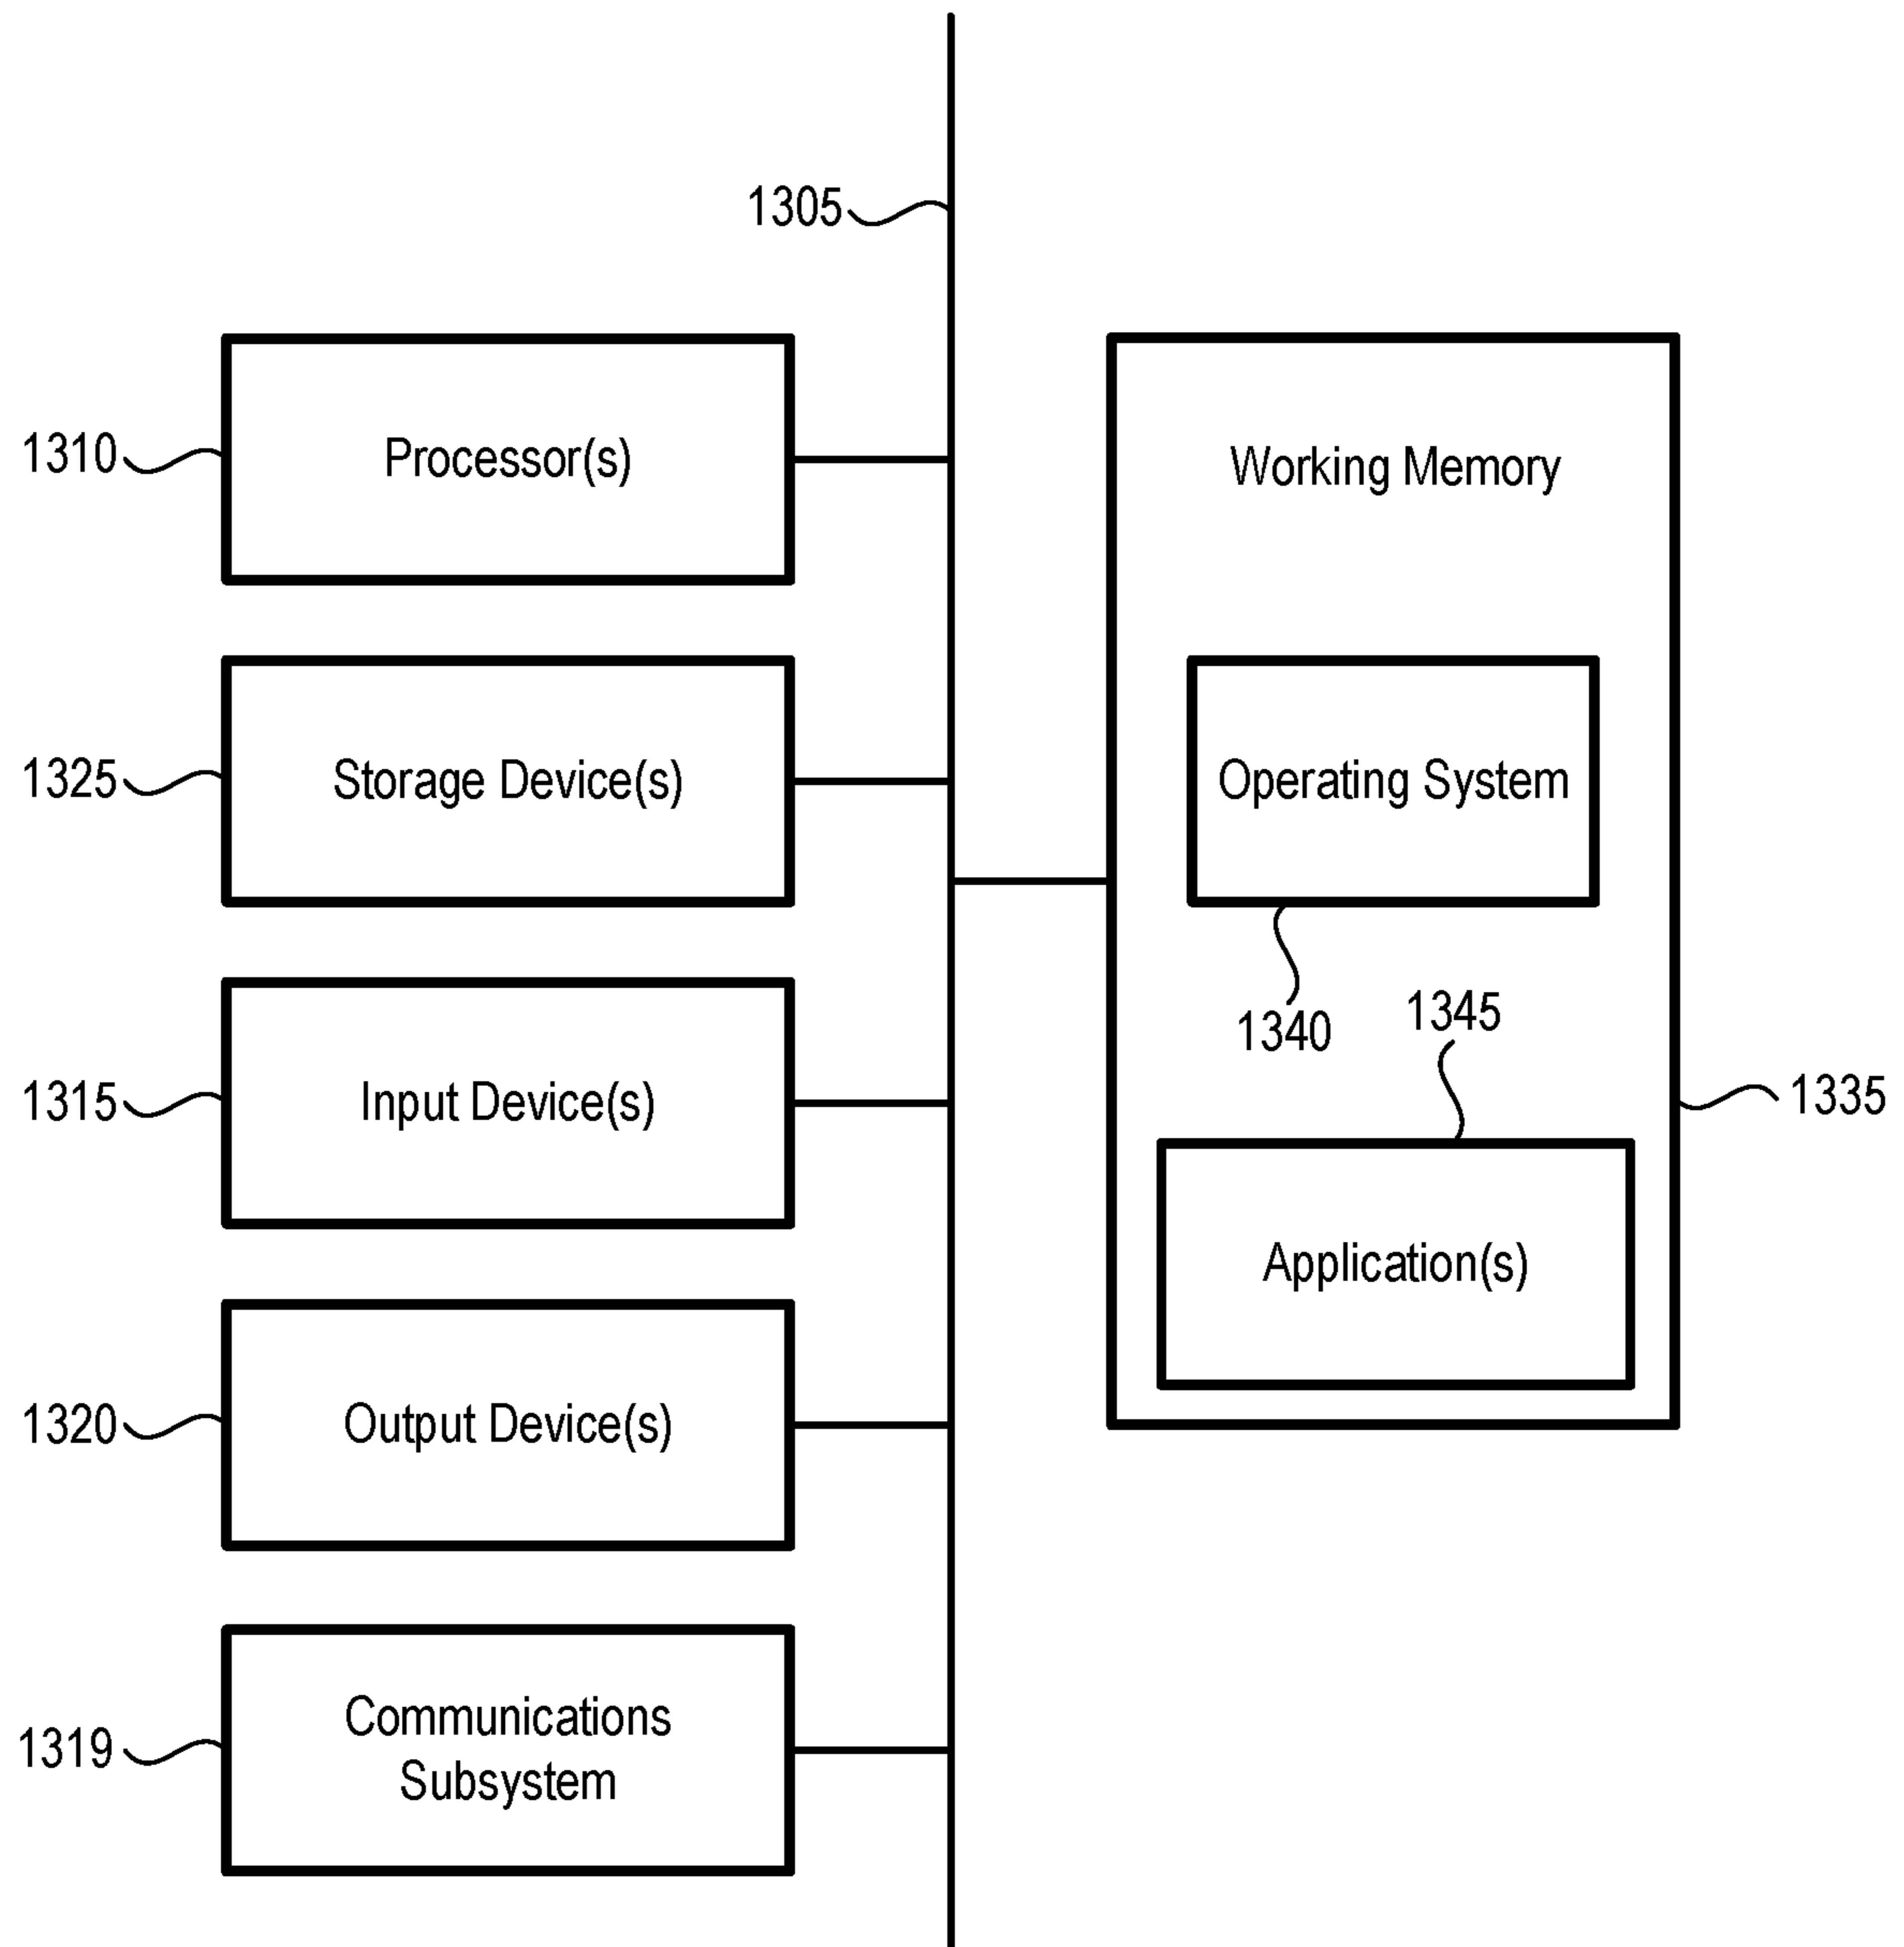 1305
1310
Processor(s)
Working Memory
1325
Storage Device(s)
Operating System
1340
1345
1315
Input Device(s)
1335
Application(s)
1320
Output Device(s)
1319
Communications
Subsystem